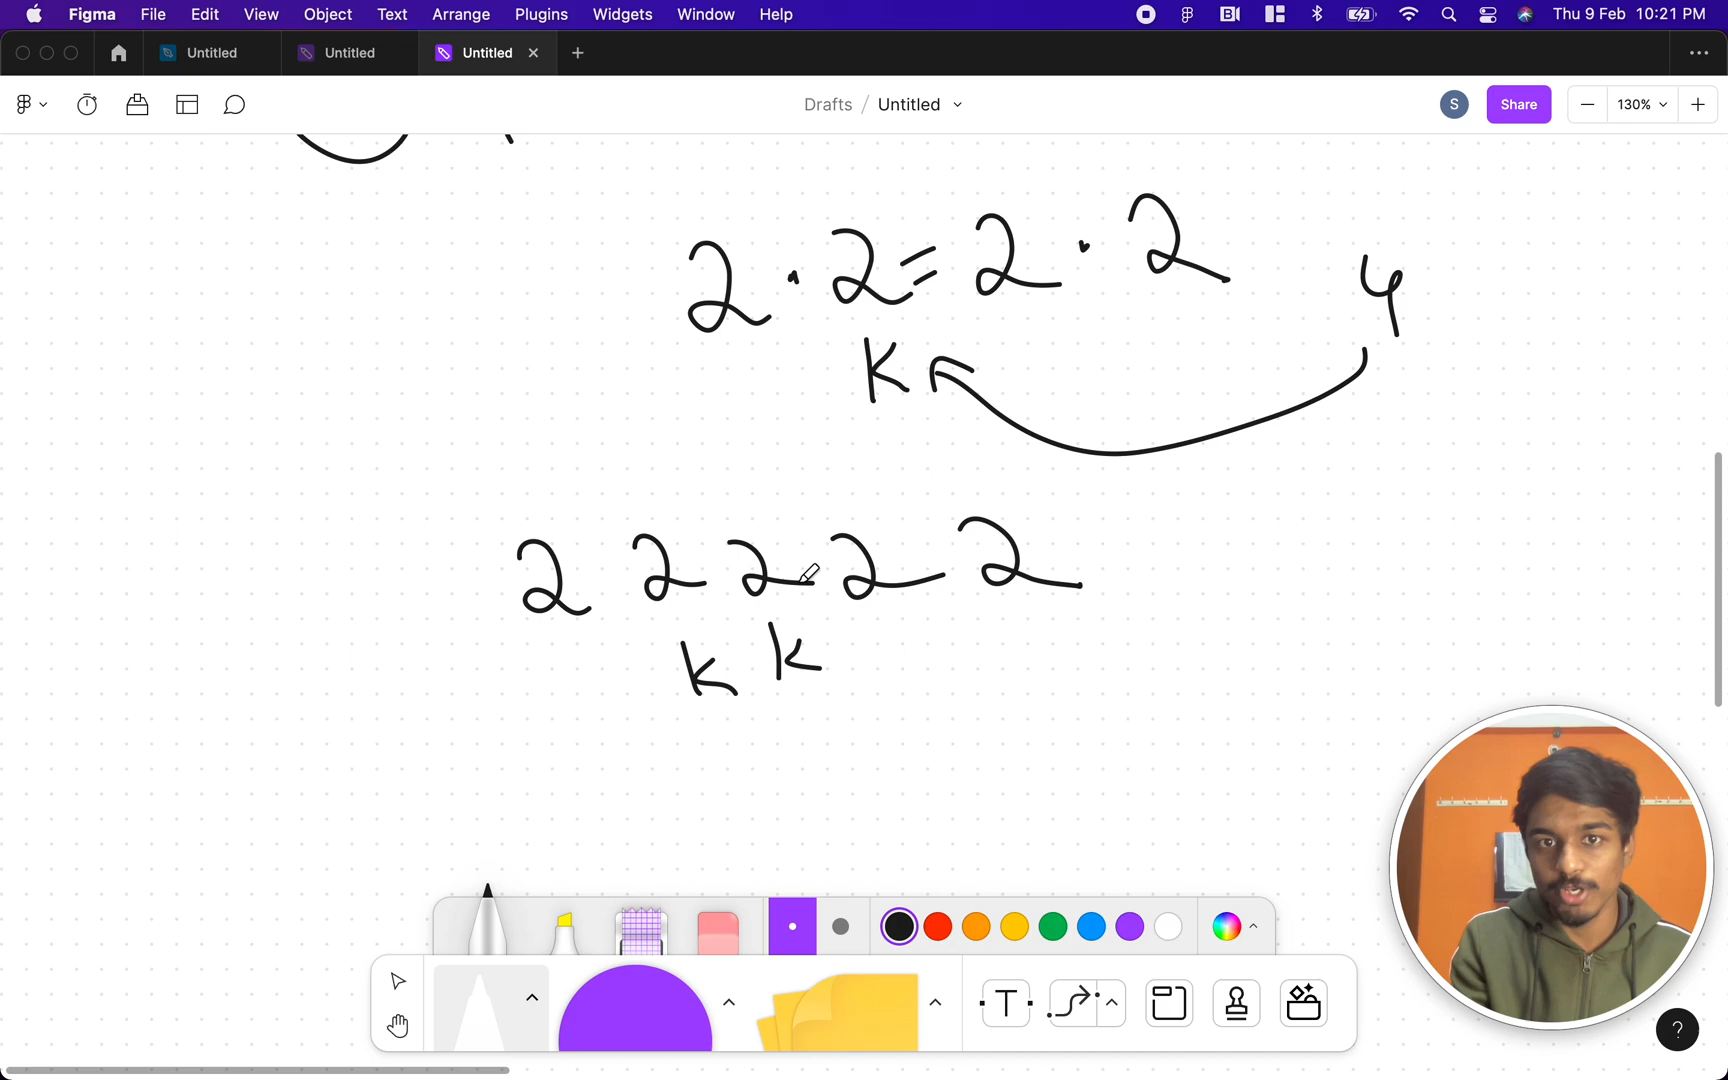 Figma File Edit View Object Text Arrange Plugins Widgets Window Help Thu 9 Feb 10:21 PM
Untitled Untitled Untitled
Drafts / Untitled S Share 130%
2 · 2 = 2 · 2 4
K
2 2 2 2 2
K K
T
?